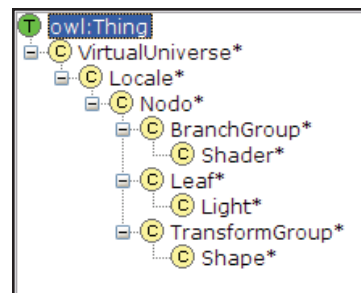 T owl:Thing
C VirtualUniverse*
C Locale*
C Nodo*
C BranchGroup*
C Shader*
C Leaf*
C Light*
C TransformGroup*
C Shape*